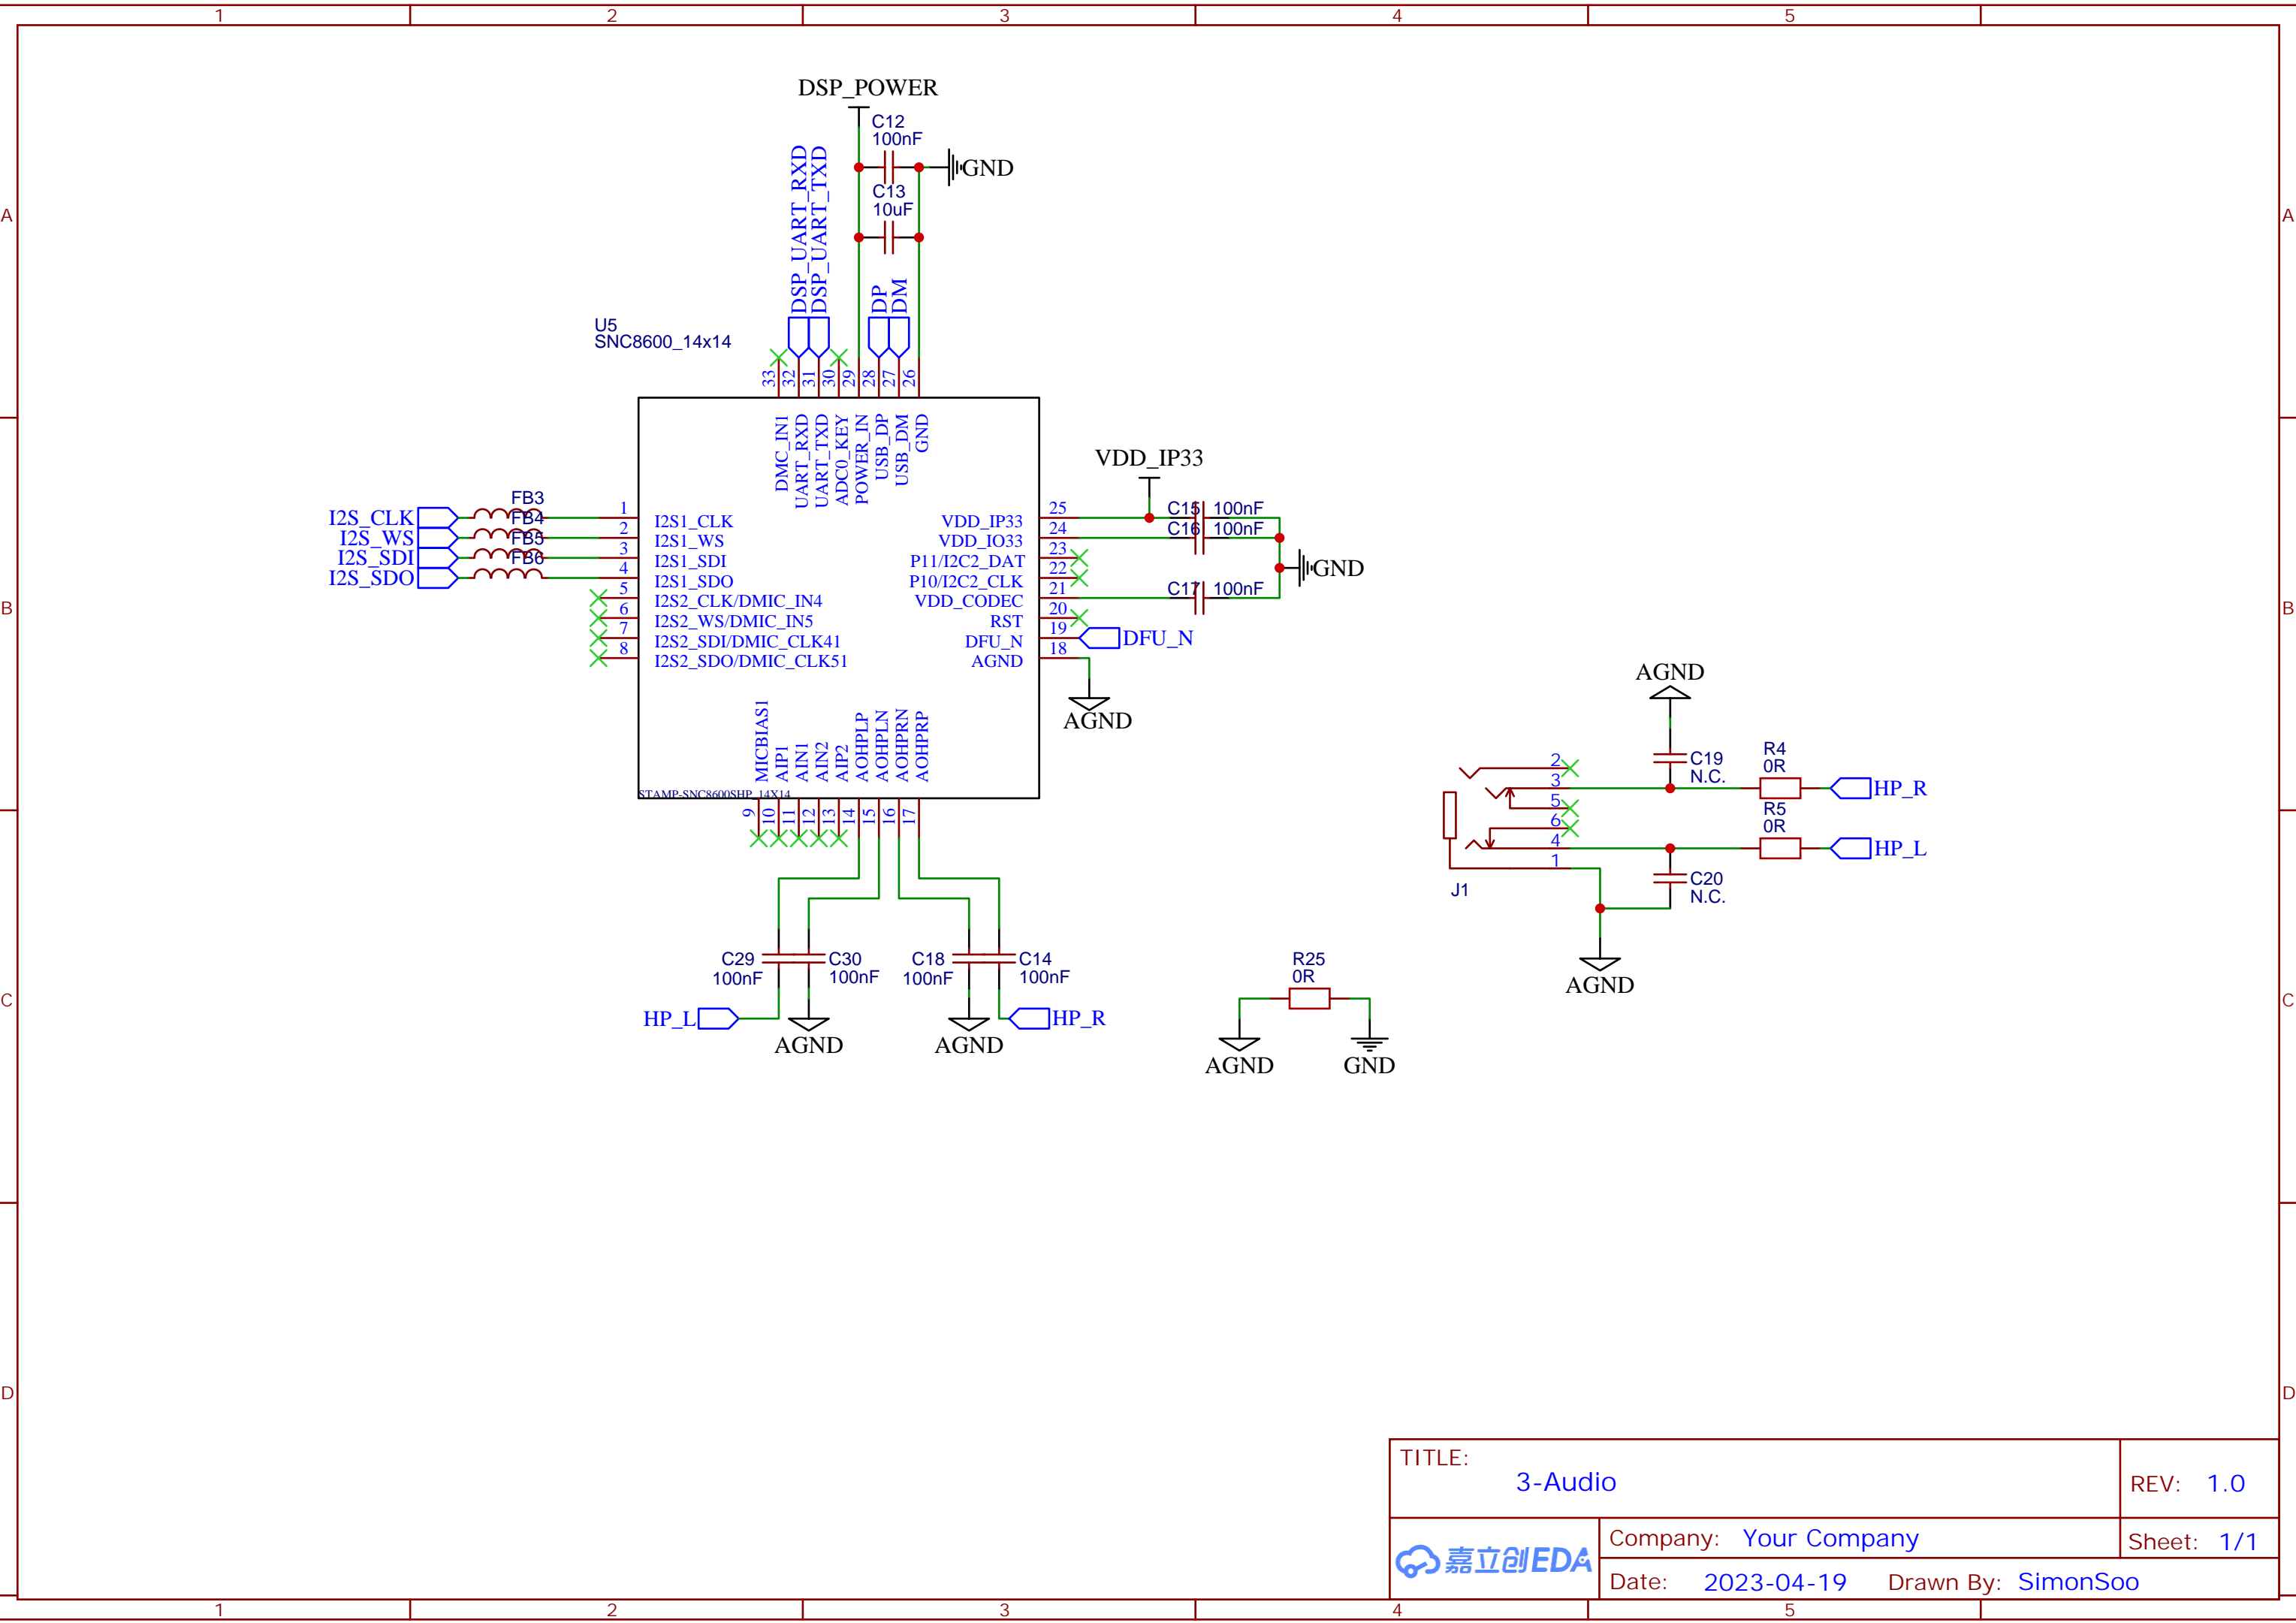 1 2 3 4 5
DSP_POWER
C12
100nF
GND
C13
10uF
DSP_UART_RXD
DSP_UART_TXD
DP
DM
A A
U5
SNC8600_14x14
33 32 31 30 29 28 27 26
DMC_IN1
UART_RXD
UART_TXD
ADC0_KEY
POWER_IN
USB_DP
USB_DM
GND
VDD_IP33
I2S_CLK FB3 1 I2S1_CLK
I2S_WS FB4 2 I2S1_WS
I2S_SDI FB5 3 I2S1_SDI
I2S_SDO FB6 4 I2S1_SDO
5 I2S2_CLK/DMIC_IN4
6 I2S2_WS/DMIC_IN5
7 I2S2_SDI/DMIC_CLK41
8 I2S2_SDO/DMIC_CLK51
VDD_IP33 25 C15 100nF
VDD_IO33 24 C16 100nF
P11/I2C2_DAT 23
P10/I2C2_CLK 22
GND
VDD_CODEC 21 C17 100nF
RST 20
DFU_N 19 DFU_N
AGND 18
AGND
B B
MICBIAS1
AIP1
AIN1
AIN2
AIP2
AOHPLP
AOHPLN
AOHPRN
AOHPRP
STAMP-SNC8600SHP_14X14
9 10 11 12 13 14 15 16 17
AGND
C19
N.C.
R4
0R
HP_R
R5
0R
HP_L
2
3
5
6
4
1
J1
C20
N.C.
AGND
C29
100nF
C30
100nF
C18
100nF
C14
100nF
HP_L
AGND
AGND
HP_R
R25
0R
AGND
GND
C C
D D
TITLE:
3-Audio
REV: 1.0
嘉立创EDA
Company: Your Company
Sheet: 1/1
Date: 2023-04-19 Drawn By: SimonSoo
1 2 3 4 5